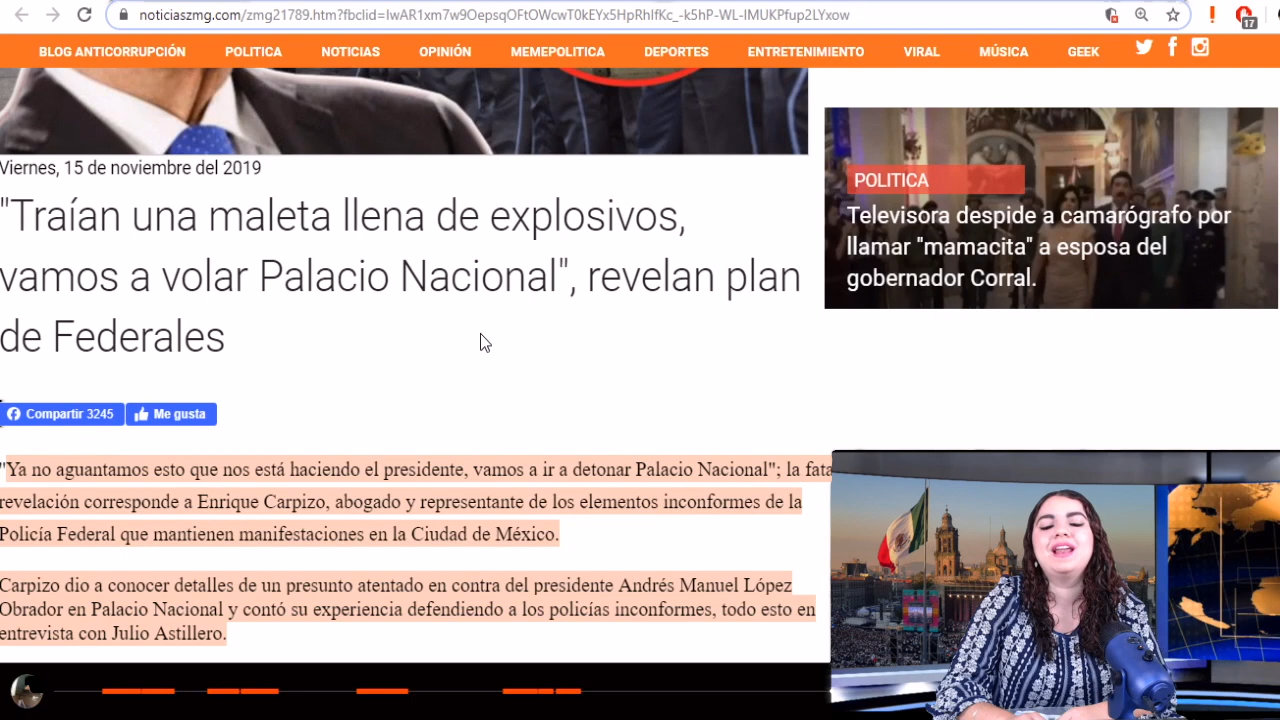 noticiaszmg.com/zmg21789.htm?fbclid=IwAR1xm7w9OepsqOFtOWcwT0kEYx5HpRhIfKc_-k5hP-WL-IMUKPfup2LYxow
17
BLOG ANTICORRUPCIÓN POLITICA NOTICIAS OPINIÓN MEMEPOLITICA DEPORTES ENTRETENIMIENTO VIRAL MÚSICA GEEK
Viernes, 15 de noviembre del 2019
"Traían una maleta llena de explosivos,
vamos a volar Palacio Nacional", revelan plan
de Federales
Compartir 3245 Me gusta
"Ya no aguantamos esto que nos está haciendo el presidente, vamos a ir a detonar Palacio Nacional"; la fata
revelación corresponde a Enrique Carpizo, abogado y representante de los elementos inconformes de la
Policía Federal que mantienen manifestaciones en la Ciudad de México.
Carpizo dio a conocer detalles de un presunto atentado en contra del presidente Andrés Manuel López
Obrador en Palacio Nacional y contó su experiencia defendiendo a los policías inconformes, todo esto en
entrevista con Julio Astillero.
POLITICA
Televisora despide a camarógrafo por
llamar "mamacita" a esposa del
gobernador Corral.